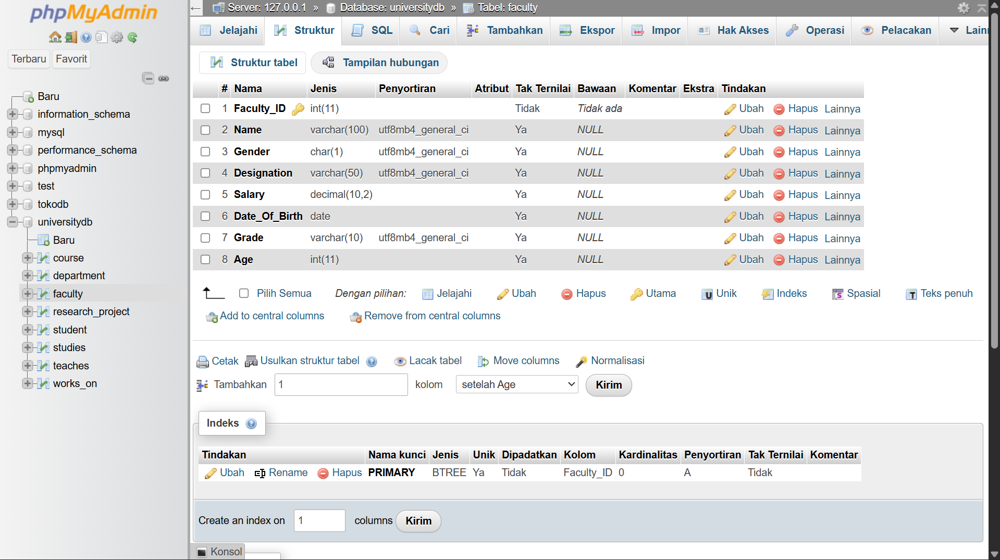 phpMyAdmin
Terbaru Favorit
Baru
information_schema
mysql
performance_schema
phpmyadmin
test
tokodb
universitydb
Baru
course
department
faculty
research_project
student
studies
teaches
works_on
Server: 127.0.0.1 » Database: universitydb » Tabel: faculty
Jelajahi Struktur SQL Cari Tambahkan Ekspor Impor Hak Akses Operasi Pelacakan
Struktur tabel Tampilan hubungan
# Nama Jenis Penyortiran Atribut Tak Ternilai Bawaan Komentar Ekstra Tindakan
1 Faculty_ID int(11) Tidak Tidak ada Ubah Hapus Lainnya
2 Name varchar(100) utf8mb4_general_ci Ya NULL Ubah Hapus Lainnya
3 Gender char(1) utf8mb4_general_ci Ya NULL Ubah Hapus Lainnya
4 Designation varchar(50) utf8mb4_general_ci Ya NULL Ubah Hapus Lainnya
5 Salary decimal(10,2) Ya NULL Ubah Hapus Lainnya
6 Date_Of_Birth date Ya NULL Ubah Hapus Lainnya
7 Grade varchar(10) utf8mb4_general_ci Ya NULL Ubah Hapus Lainnya
8 Age int(11) Ya NULL Ubah Hapus Lainnya
Pilih Semua Dengan pilihan: Jelajahi Ubah Hapus Utama Unik Indeks Spasial Teks penuh
Add to central columns Remove from central columns
Cetak Usulkan struktur tabel Lacak tabel Move columns Normalisasi
Tambahkan 1 kolom setelah Age Kirim
Indeks
Tindakan Nama kunci Jenis Unik Dipadatkan Kolom Kardinalitas Penyortiran Tak Ternilai Komentar
Ubah Rename Hapus PRIMARY BTREE Ya Tidak Faculty_ID 0 A Tidak
Create an index on 1 columns Kirim
Konsol